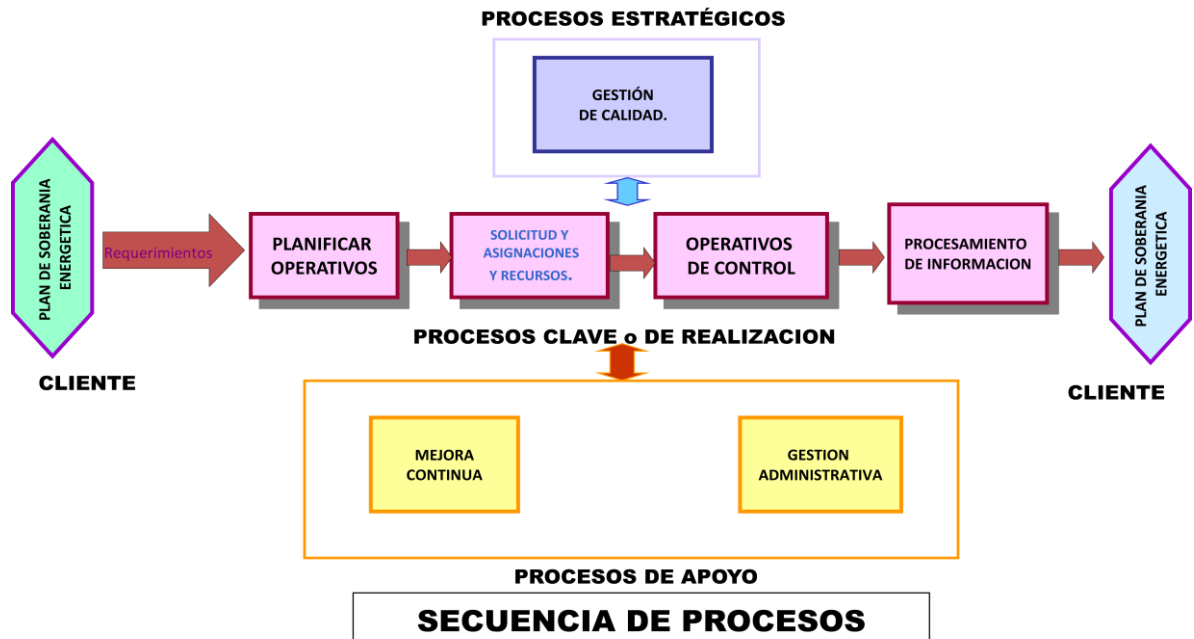 PROCESOS ESTRATÉGICOS
GESTIÓN
DE CALIDAD.
PLAN DE SOBERANIA
ENERGETICA
CLIENTE
Requerimientos
PLANIFICAR
OPERATIVOS
SOLICITUD Y
ASIGNACIONES
Y RECURSOS.
OPERATIVOS
DE CONTROL
PROCESAMIENTO
DE INFORMACION
PLAN DE SOBERANIA
ENERGETICA
CLIENTE
PROCESOS CLAVE o DE REALIZACION
MEJORA
CONTINUA
GESTION
ADMINISTRATIVA
PROCESOS DE APOYO
SECUENCIA DE PROCESOS